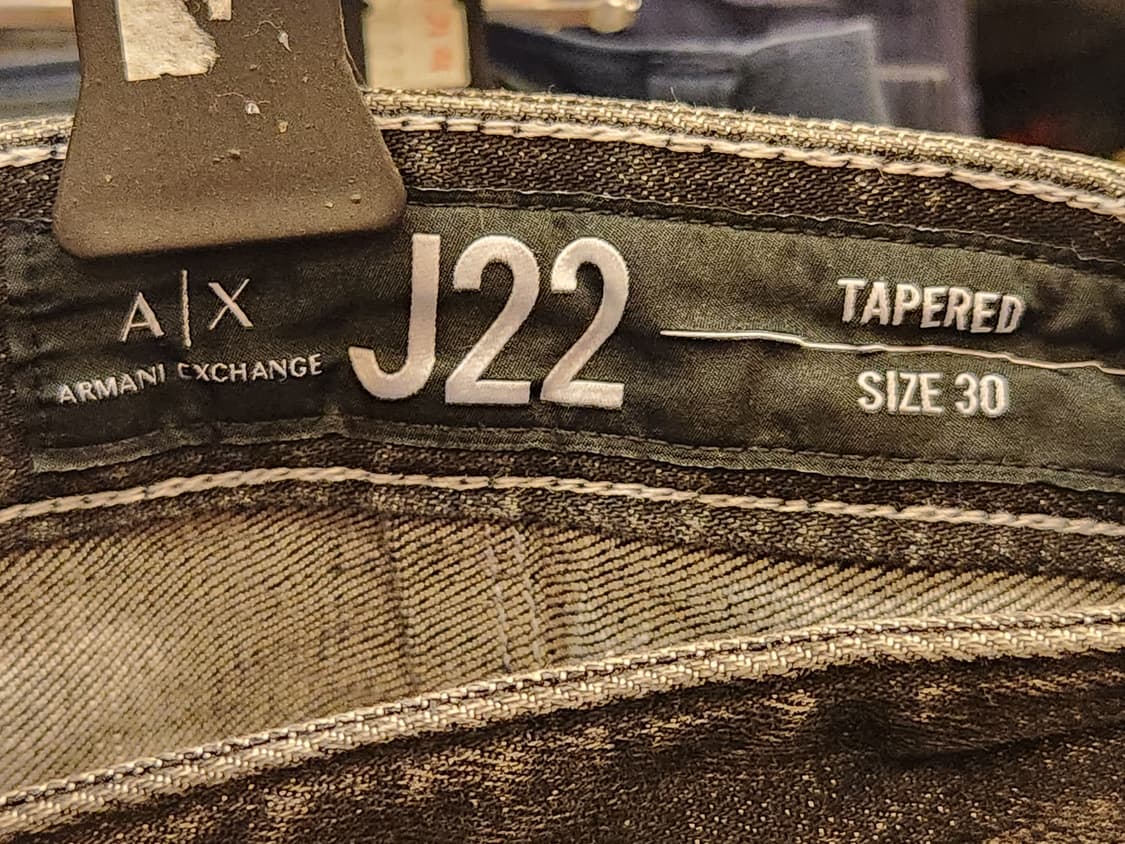 A|X
ARMANI EXCHANGE
J22
TAPERED
SIZE 30